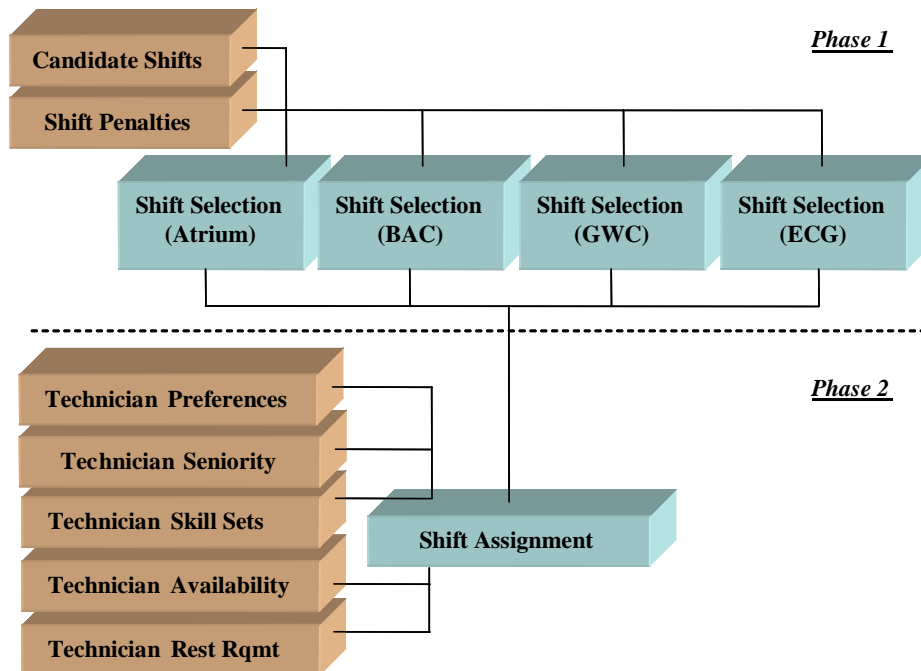 Phase 1
Candidate Shifts
Shift Penalties
Shift Selection
(Atrium)
Shift Selection
(BAC)
Shift Selection
(GWC)
Shift Selection
(ECG)
Phase 2
Technician Preferences
Technician Seniority
Technician Skill Sets
Shift Assignment
Technician Availability
Technician Rest Rqmt